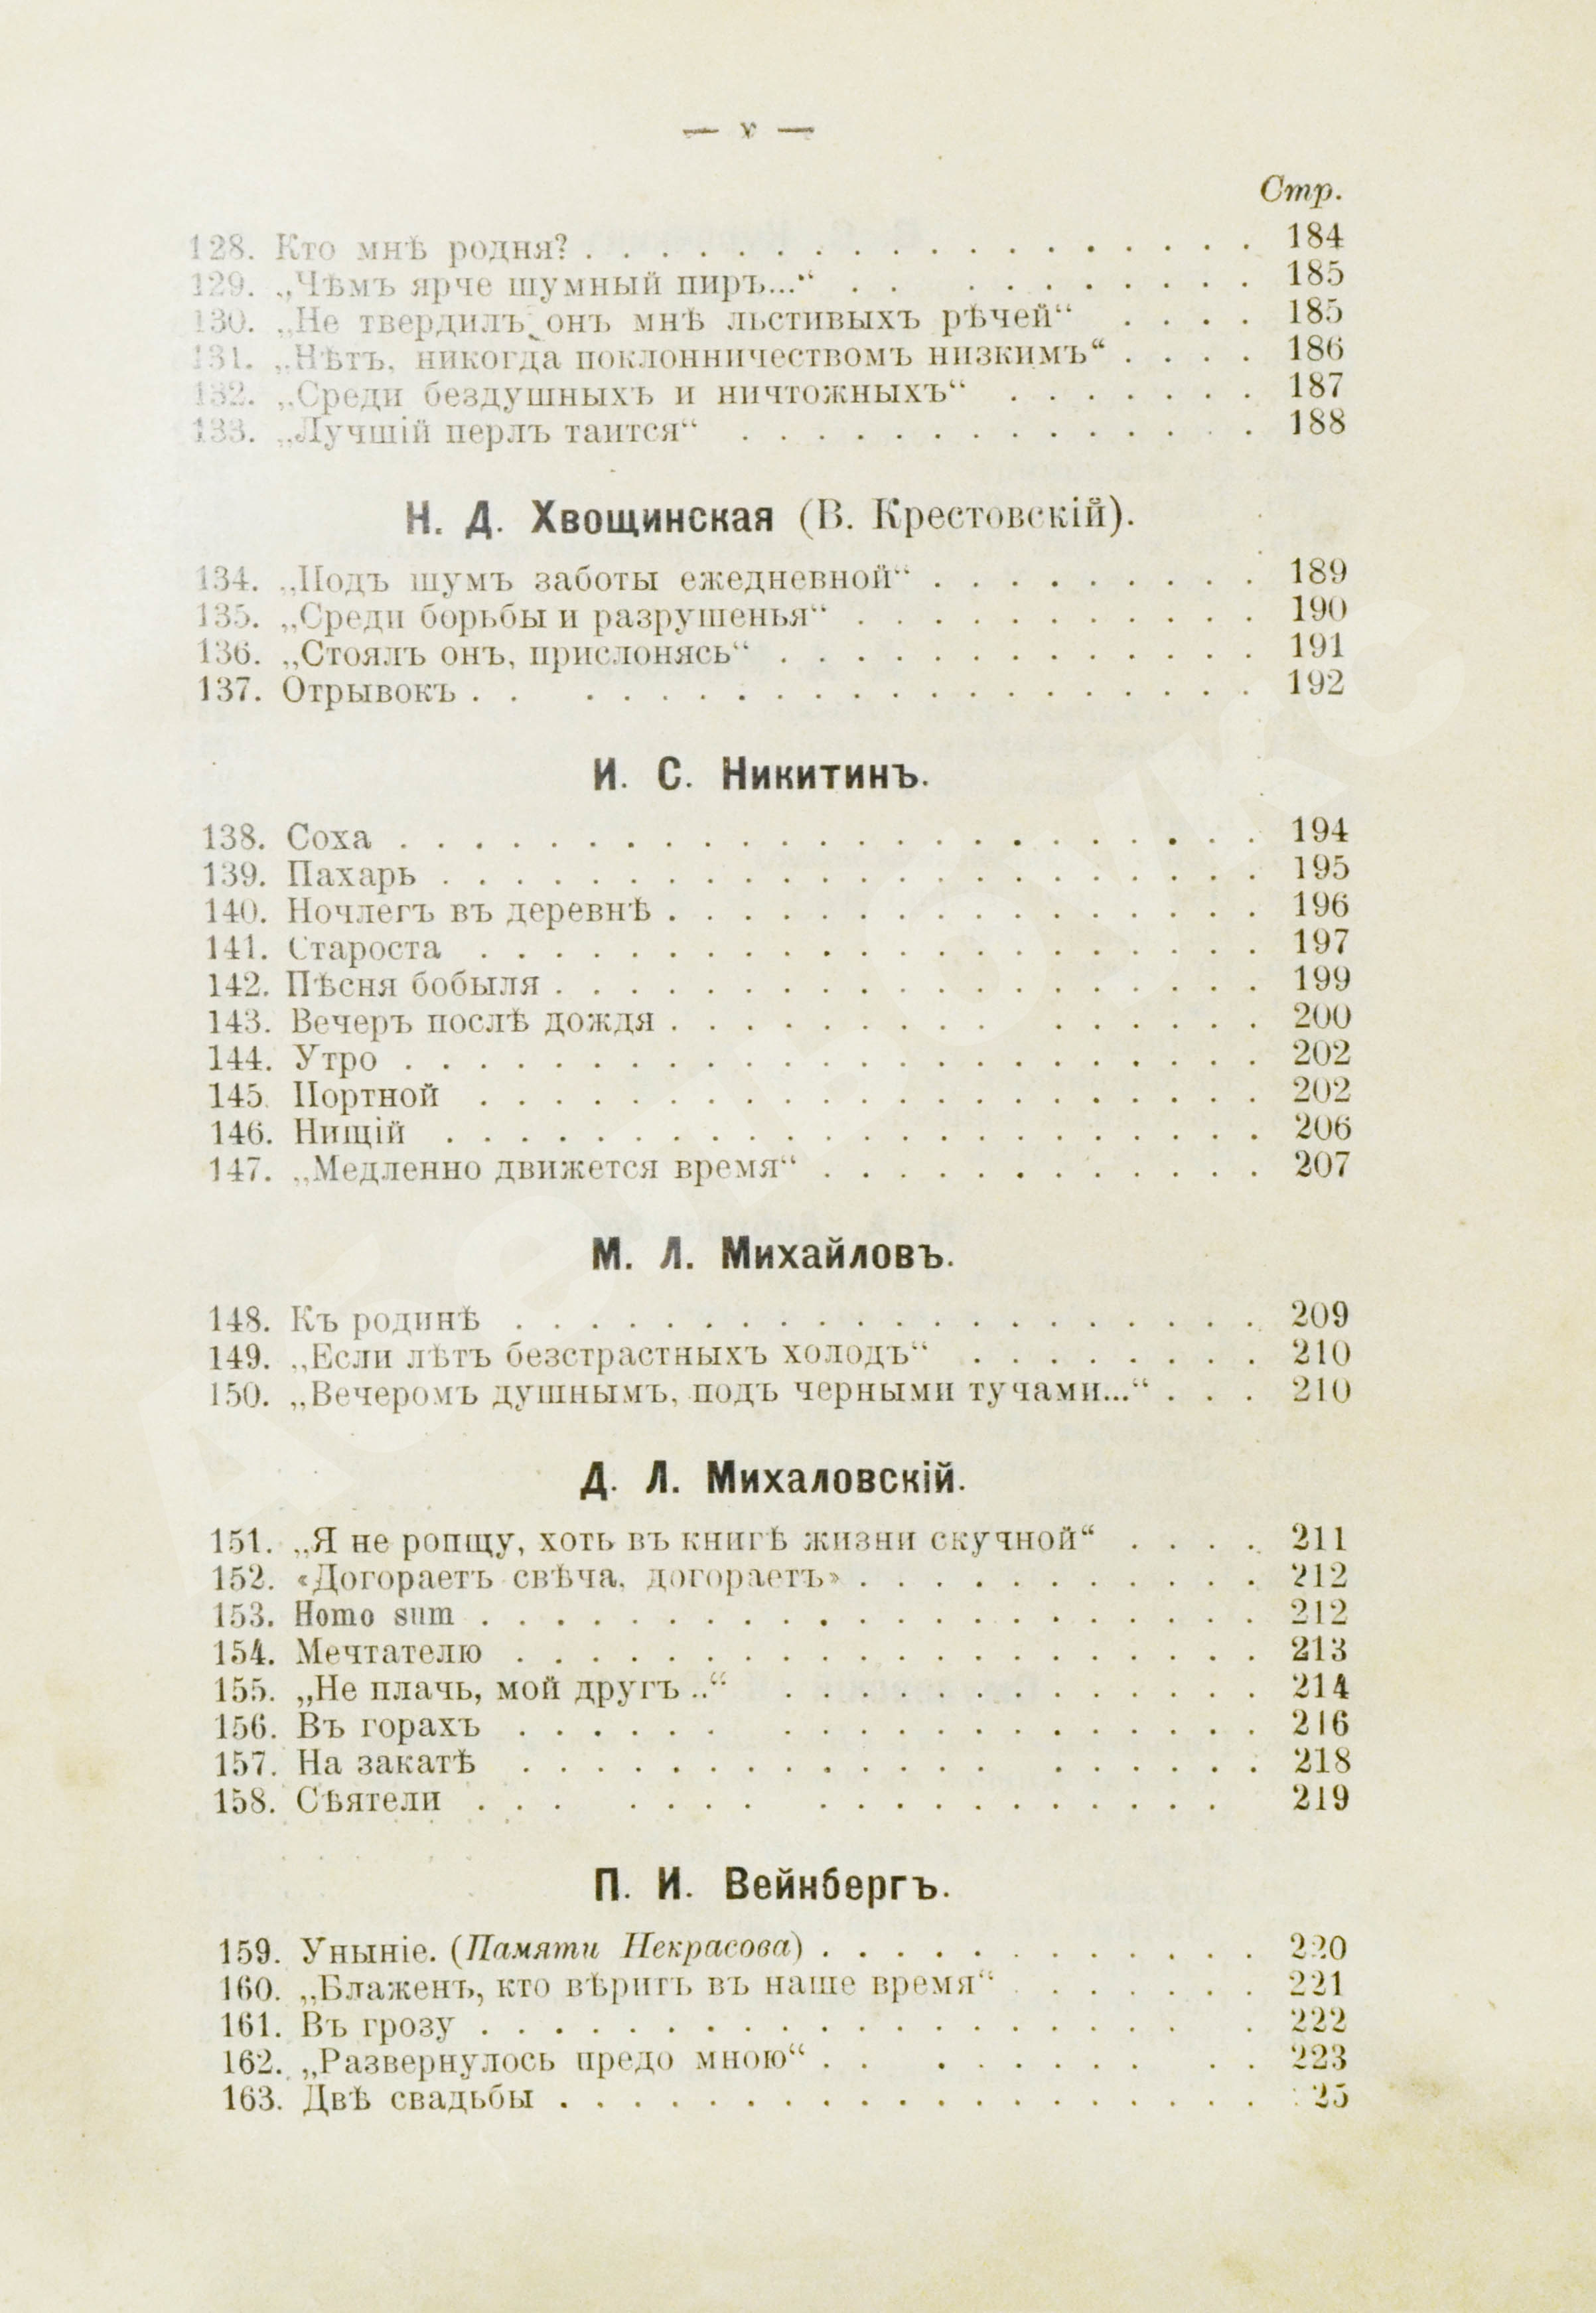 — V —
Стр.
128. Кто мнѣ родня? . . . . . . . . . . . . . . . . . . 184
129. „Чѣмъ ярче шумный пиръ...“ . . . . . . . . . . 185
130. „Не твердилъ онъ мнѣ льстивыхъ рѣчей“ . . . . 185
131. „Нѣтъ, никогда поклонничествомъ низкимъ“ . . . . 186
132. „Среди бездушныхъ и ничтожныхъ“ . . . . . . . 187
133. „Лучшій перлъ таится“ . . . . . . . . . . . . . . 188
Н. Д. Хвощинская (В. Крестовскій).
134. „Подъ шумъ заботы ежедневной“ . . . . . . . . . 189
135. „Среди борьбы и разрушенья“ . . . . . . . . . . . 190
136. „Стоялъ онъ, прислонясь“ . . . . . . . . . . . . . 191
137. Отрывокъ . . . . . . . . . . . . . . . . . . . . 192
И. С. Никитинъ.
138. Соха . . . . . . . . . . . . . . . . . . . . . . . 194
139. Пахарь . . . . . . . . . . . . . . . . . . . . . . 195
140. Ночлегъ въ деревнѣ . . . . . . . . . . . . . . . . 196
141. Староста . . . . . . . . . . . . . . . . . . . . . 197
142. Пѣсня бобыля . . . . . . . . . . . . . . . . . . . 199
143. Вечеръ послѣ дождя . . . . . . . . . . . . . . . 200
144. Утро . . . . . . . . . . . . . . . . . . . . . . . 202
145. Портной . . . . . . . . . . . . . . . . . . . . . 202
146. Нищій . . . . . . . . . . . . . . . . . . . . . . 206
147. „Медленно движется время“ . . . . . . . . . . . . 207
М. Л. Михайловъ.
148. Къ родинѣ . . . . . . . . . . . . . . . . . . . . 209
149. „Если лѣтъ безстрастныхъ холодъ“ . . . . . . . . 210
150. „Вечеромъ душнымъ, подъ черными тучами...“ . . . 210
Д. Л. Михаловскій.
151. „Я не ропщу, хоть въ книгѣ жизни скучной“ . . . . 211
152. «Догораетъ свѣча, догораетъ» . . . . . . . . . . . 212
153. Homo sum . . . . . . . . . . . . . . . . . . . . 212
154. Мечтателю . . . . . . . . . . . . . . . . . . . . 213
155. „Не плачь, мой другъ ..“ . . . . . . . . . . . . . 214
156. Въ горахъ . . . . . . . . . . . . . . . . . . . 216
157. На закатѣ . . . . . . . . . . . . . . . . . . . 218
158. Сѣятели . . . . . . . . . . . . . . . . . . 219
П. И. Вейнбергъ.
159. Уныніе. (Памяти Некрасова) . . . . . . . . . . . . 220
160. „Блаженъ, кто вѣритъ въ наше время“ . . . . . . . 221
161. Въ грозу . . . . . . . . . . . . . . . . . . . . 222
162. „Развернулось предо мною“ . . . . . . . . . . 223
163. Двѣ свадьбы . . . . . . . . . . . . . . . . . . . 25